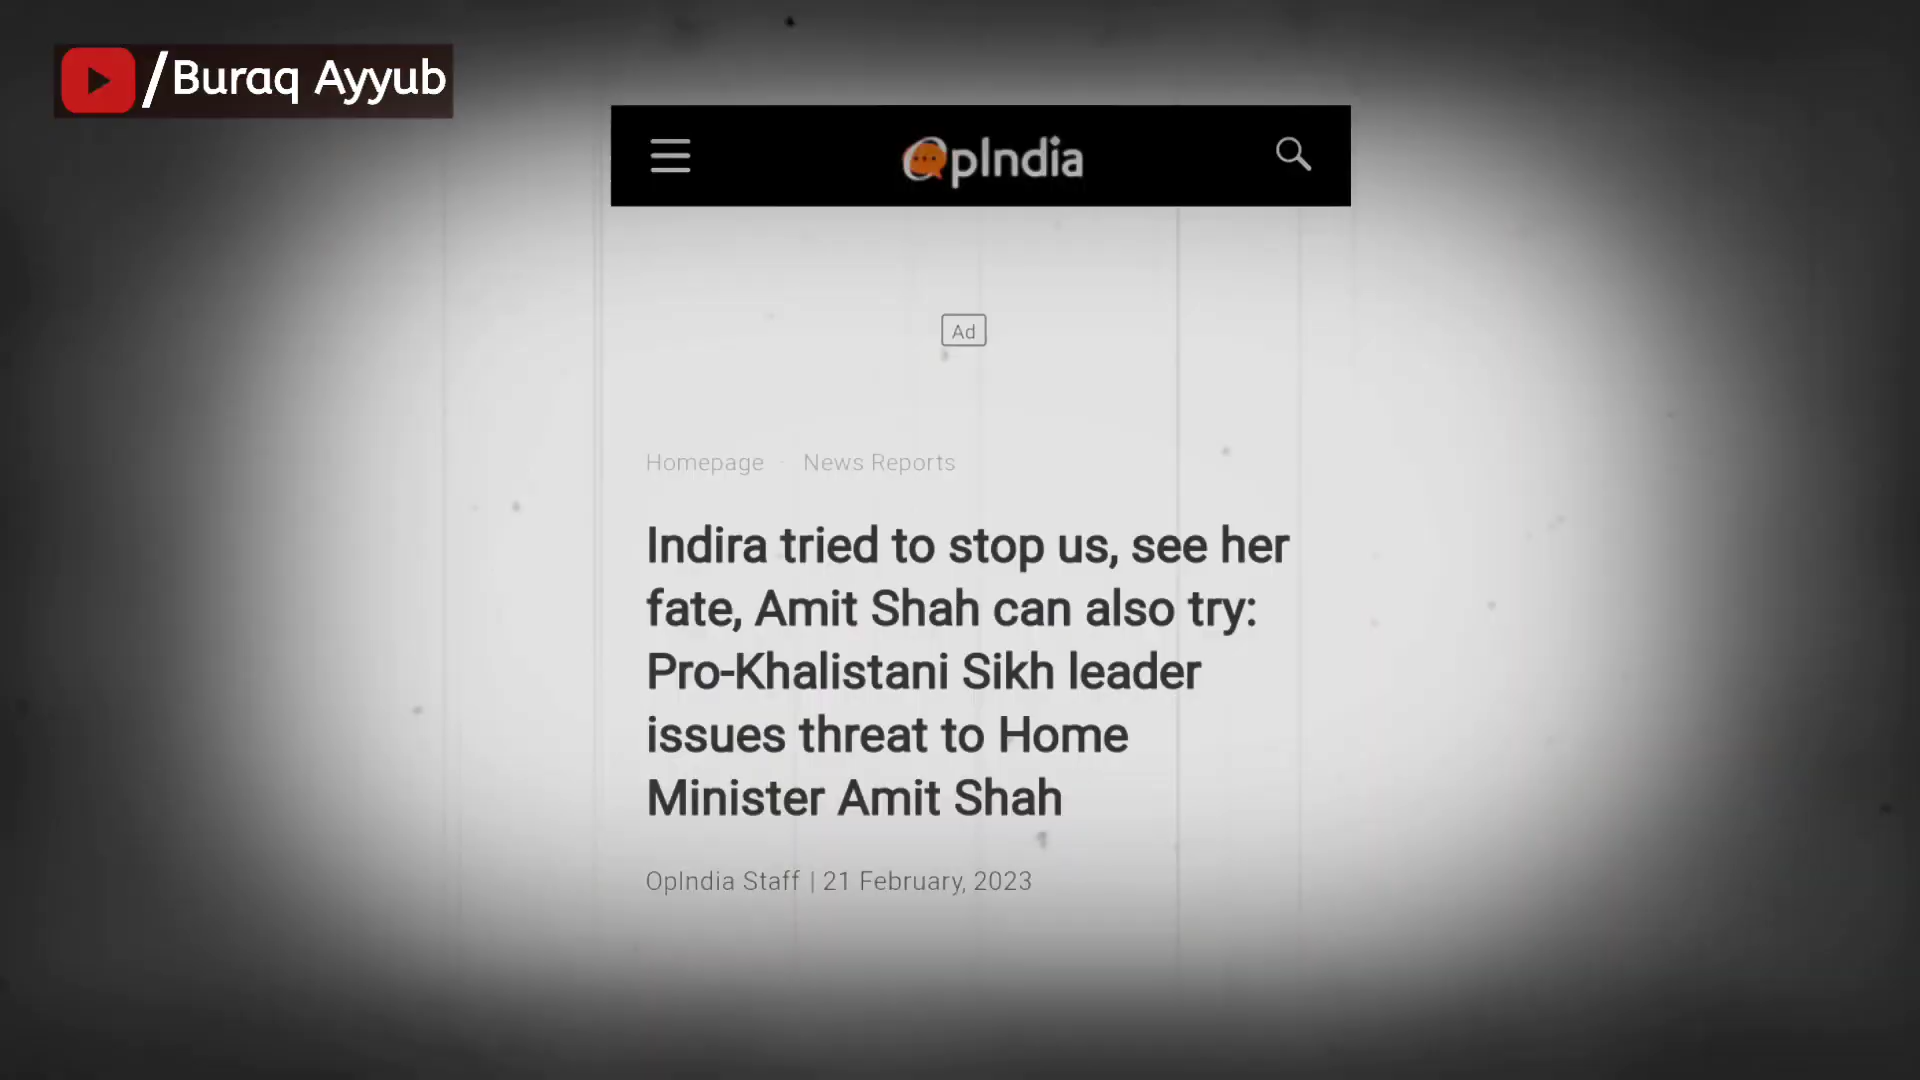 /Buraq Ayyub
OpIndia
Ad
Homepage · News Reports
Indira tried to stop us, see her
fate, Amit Shah can also try:
Pro-Khalistani Sikh leader
issues threat to Home
Minister Amit Shah
OpIndia Staff | 21 February, 2023